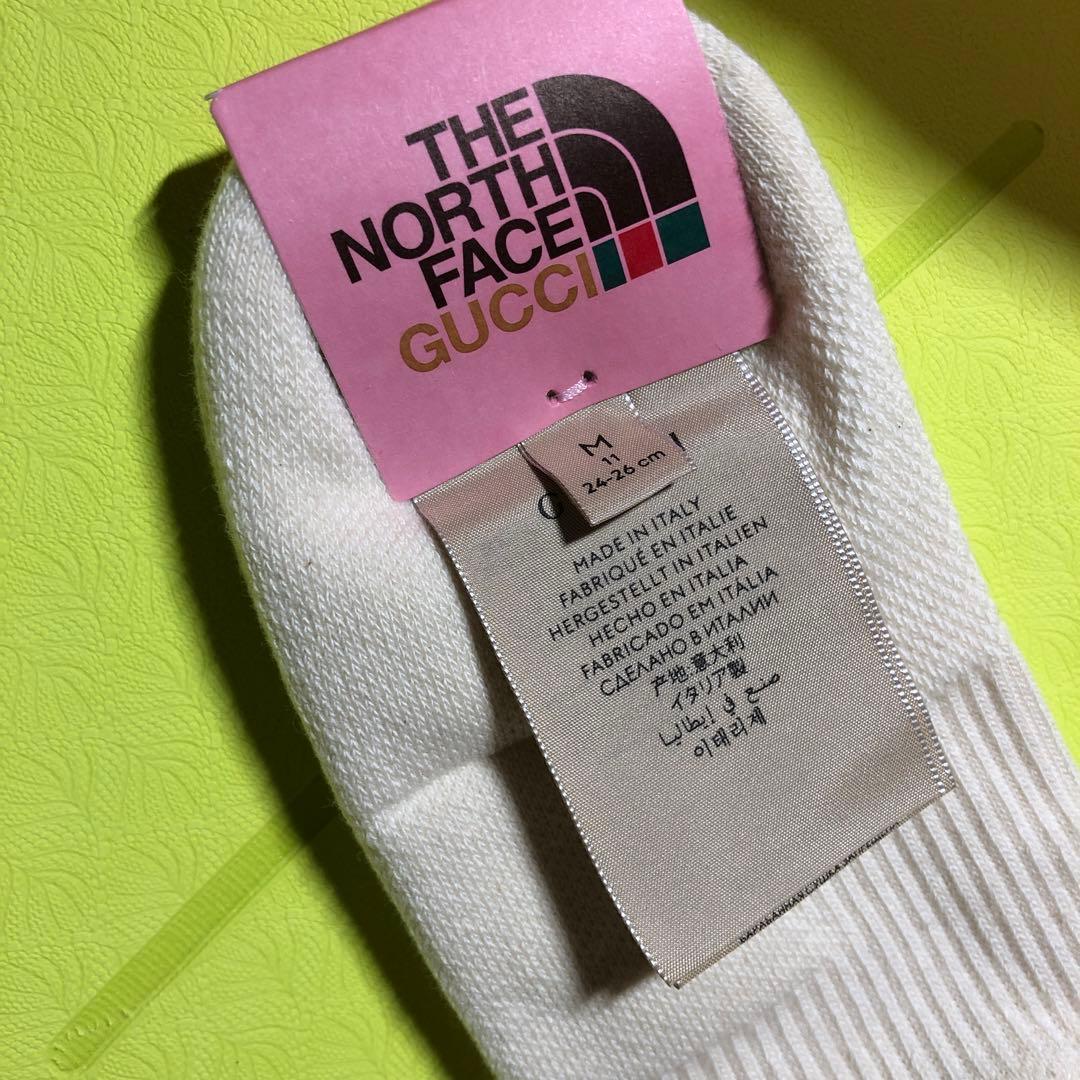 THE
NORTH
FACE
GUCCI
M
11
24-26 cm
MADE IN ITALY
FABRIQUÉ EN ITALIE
HERGESTELLT IN ITALIEN
HECHO EN ITALIA
FABRICADO EM ITÁLIA
СДЕЛАНО В ИТАЛИИ
产地:意大利
イタリア製
صنع في إيطاليا
이태리제